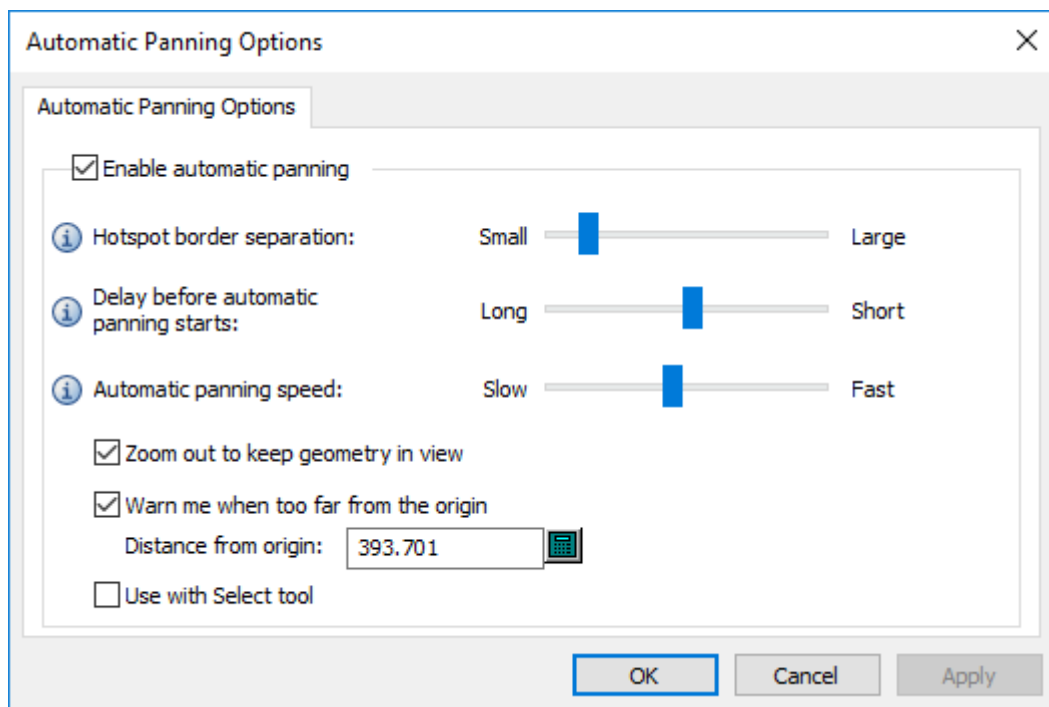 Automatic Panning Options
Automatic Panning Options
Enable automatic panning
Hotspot border separation: Small Large
Delay before automatic
panning starts: Long Short
Automatic panning speed: Slow Fast
Zoom out to keep geometry in view
Warn me when too far from the origin
Distance from origin: 393.701
Use with Select tool
OK Cancel Apply